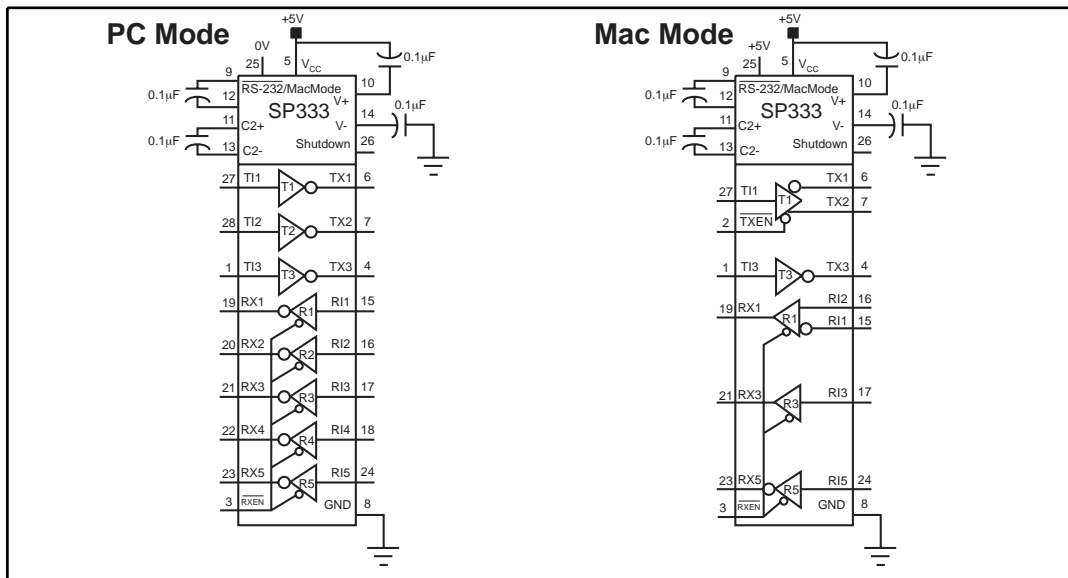 PC Mode
+5V
0V
25
5
VCC
0.1µF
9
12
0.1µF
RS-232/MacMode
V+
10
SP333
0.1µF
11
C2+
V-
14
0.1µF
13
C2-
Shutdown
26
27 TI1 T1 TX1 6
28 TI2 T2 TX2 7
1 TI3 T3 TX3 4
19 RX1 R1 RI1 15
20 RX2 R2 RI2 16
21 RX3 R3 RI3 17
22 RX4 R4 RI4 18
23 RX5 R5 RI5 24
3 RXEN GND 8
Mac Mode
+5V
+5V
25
5
VCC
0.1µF
9
12
0.1µF
RS-232/MacMode
V+
10
SP333
0.1µF
11
C2+
V-
14
0.1µF
13
C2-
Shutdown
26
TX1 6
27 TI1 T1
TX2 7
2 TXEN
1 TI3 T3 TX3 4
RI2 16
19 RX1 R1
RI1 15
21 RX3 R3 RI3 17
23 RX5 R5 RI5 24
3 RXEN GND 8